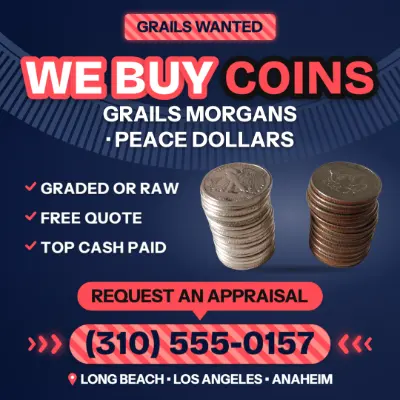 GRAILS WANTED
WE BUY COINS
GRAILS MORGANS
· PEACE DOLLARS
GRADED OR RAW
FREE QUOTE
TOP CASH PAID
REQUEST AN APPRAISAL
(310) 555-0157
LONG BEACH • LOS ANGELES • ANAHEIM